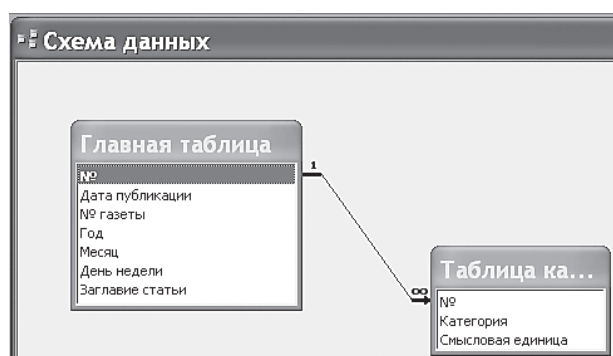 Схема данных
Главная таблица
№
Дата публикации
№ газеты
Год
Месяц
День недели
Заглавие статьи
1
∞
Таблица ка...
№
Категория
Смысловая единица